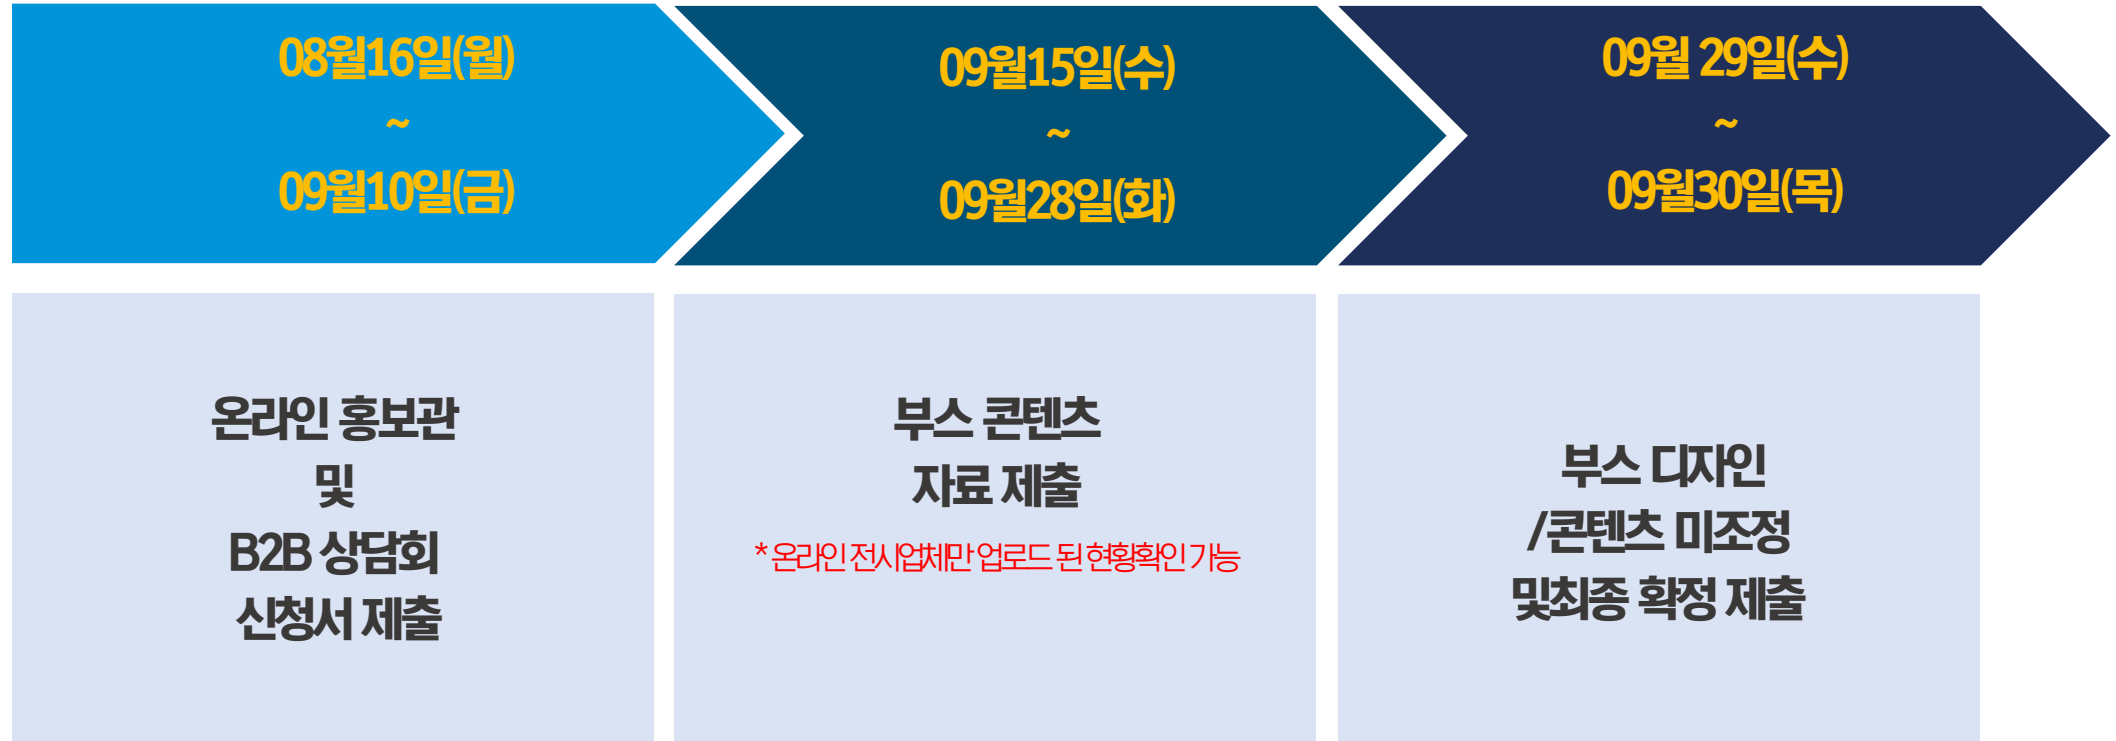 08월16일(월)
~
09월10일(금)
09월15일(수)
~
09월28일(화)
09월 29일(수)
~
09월30일(목)
온라인 홍보관
및
B2B 상담회
신청서 제출
부스 콘텐츠
자료 제출
* 온라인 전시업체만 업로드 된 현황확인 가능
부스 디자인
/콘텐츠 미조정
및최종 확정 제출